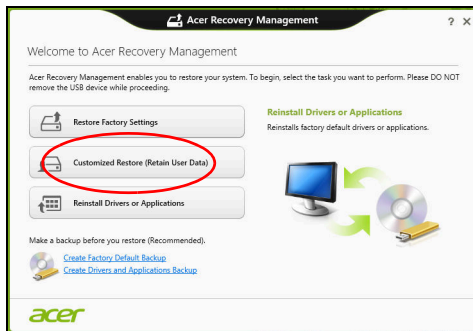 Acer Recovery Management
? X
Welcome to Acer Recovery Management
Acer Recovery Management enables you to restore your system. To begin, select the task you want to perform. Please DO NOT
remove the USB device while proceeding.
Restore Factory Settings
Customized Restore (Retain User Data)
Reinstall Drivers or Applications
Reinstall Drivers or Applications
Reinstalls factory default drivers or applications.
Make a backup before you restore (Recommended).
Create Factory Default Backup
Create Drivers and Applications Backup
acer